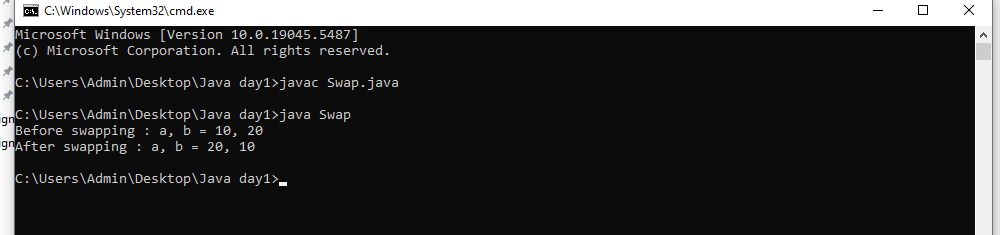 C:\Windows\System32\cmd.exe
Microsoft Windows [Version 10.0.19045.5487]
(c) Microsoft Corporation. All rights reserved.
C:\Users\Admin\Desktop\Java day1>javac Swap.java
C:\Users\Admin\Desktop\Java day1>java Swap
ign
Before swapping : a, b = 10, 20
ign
After swapping : a, b = 20, 10
C:\Users\Admin\Desktop\Java day1>